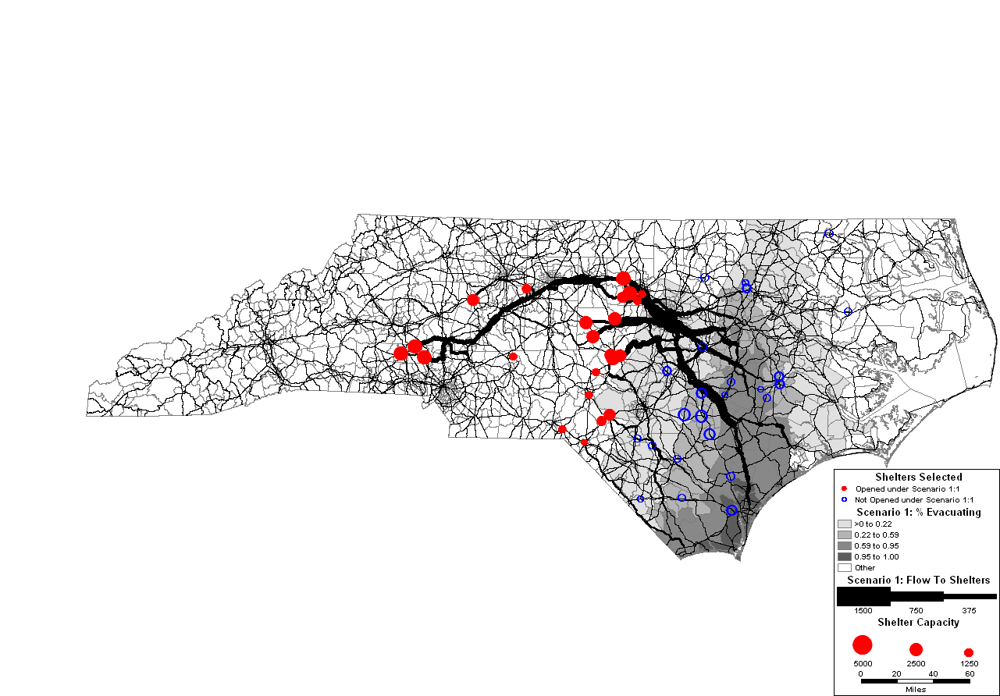 Shelters Selected
Opened under Scenario 1:1
Not Opened under Scenario 1:1
Scenario 1: % Evacuating
>0 to 0.22
0.22 to 0.59
0.59 to 0.95
0.95 to 1.00
Other
Scenario 1: Flow To Shelters
1500 750 375
Shelter Capacity
5000 2500 1250
0 20 40 60
Miles